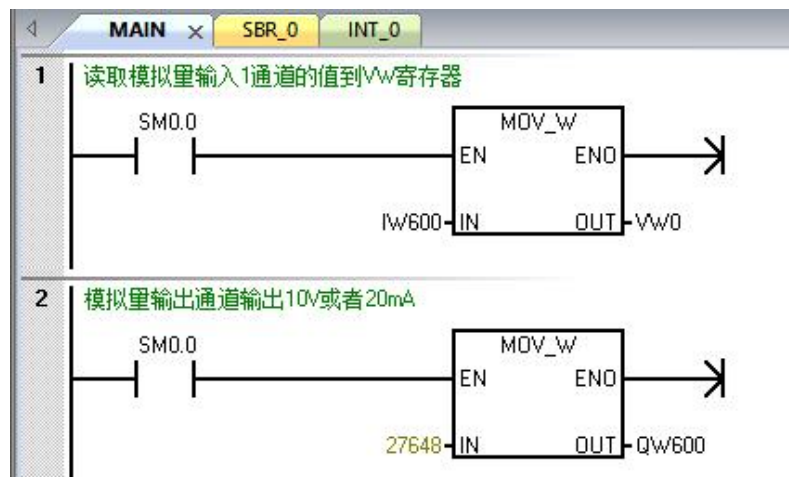 MAIN SBR_0 INT_0
1 读取模拟里输入1通道的值到VW寄存器
SM0.0 MOV_W
EN ENO
IW600 IN OUT VW0
2 模拟里输出通道输出10V或者20mA
SM0.0 MOV_W
EN ENO
27648 IN OUT QW600